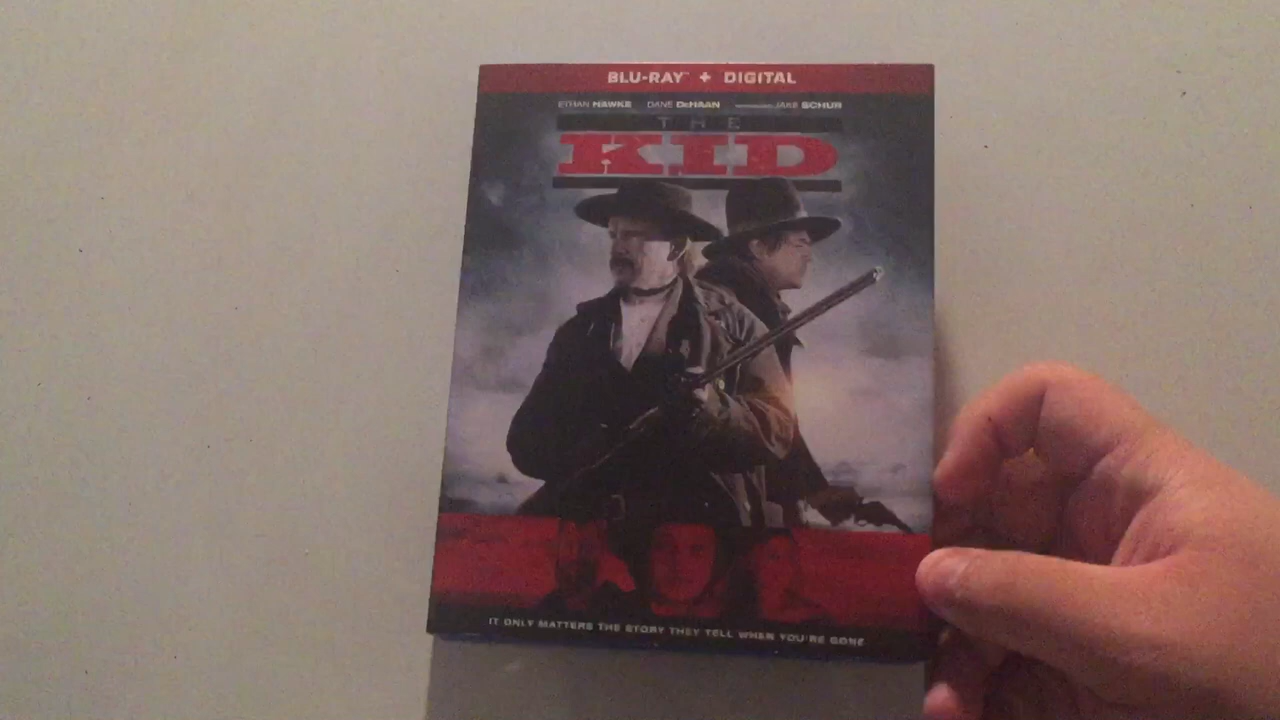 BLU-RAY™ + DIGITAL
ETHAN HAWKE DANE DeHAAN JAKE SCHUR
THE
KID
IT ONLY MATTERS THE STORY THEY TELL WHEN YOU'RE GONE